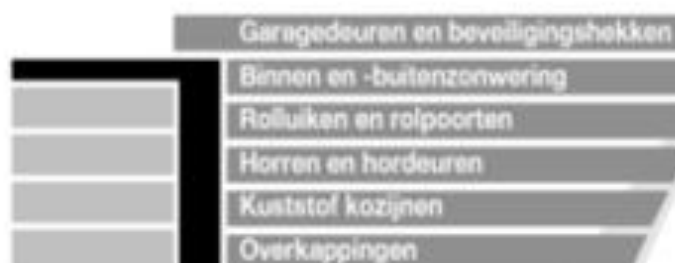 Garagedeuren en beveiligingshekken
Binnen en -buitenzonwering
Rolluiken en rolpoorten
Horren en hordeuren
Kuststof kozijnen
Overkappingen